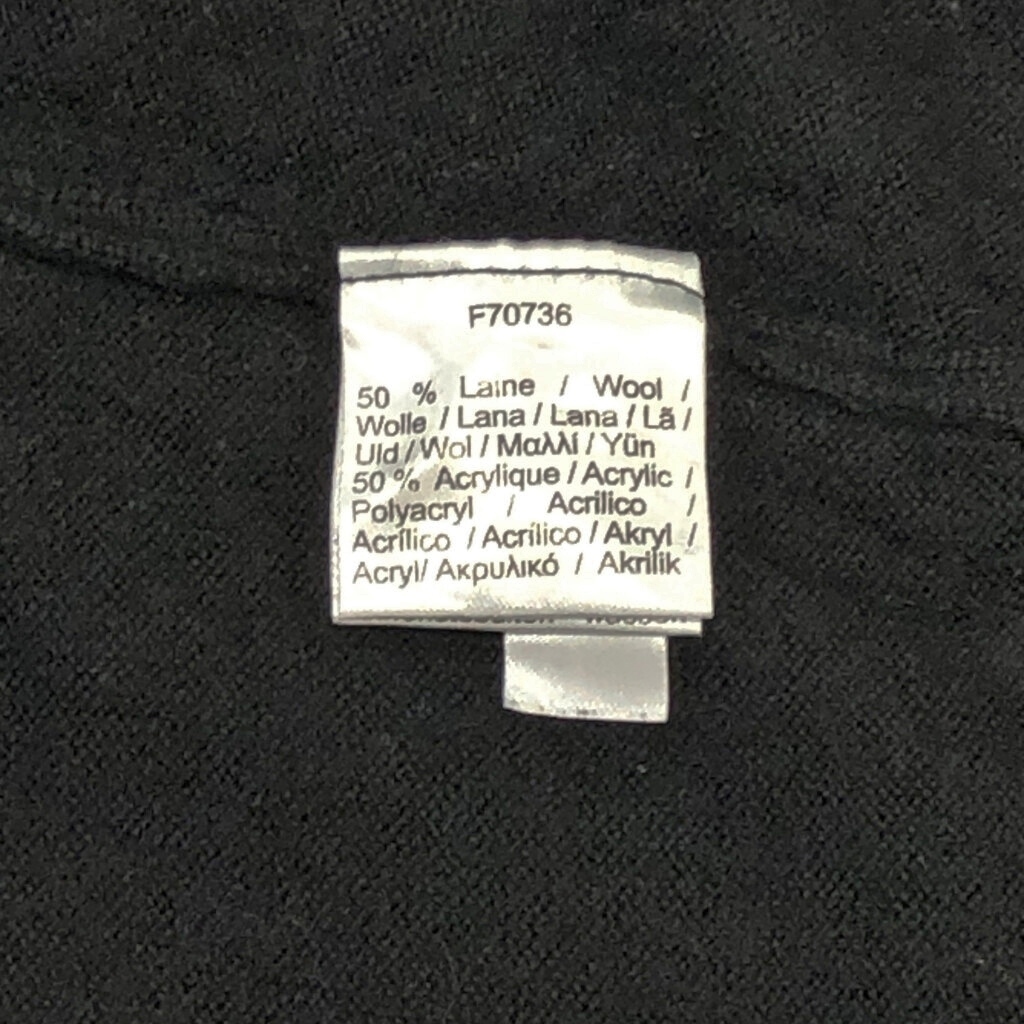 F70736
50 % Laine / Wool /
Wolle / Lana / Lana / Lã /
Uld / Wol / Μαλλί / Yün
50 % Acrylique / Acrylic /
Polyacryl / Acrilico /
Acrílico / Acrílico / Akryl /
Acryl/ Ακρυλικό / Akrilik